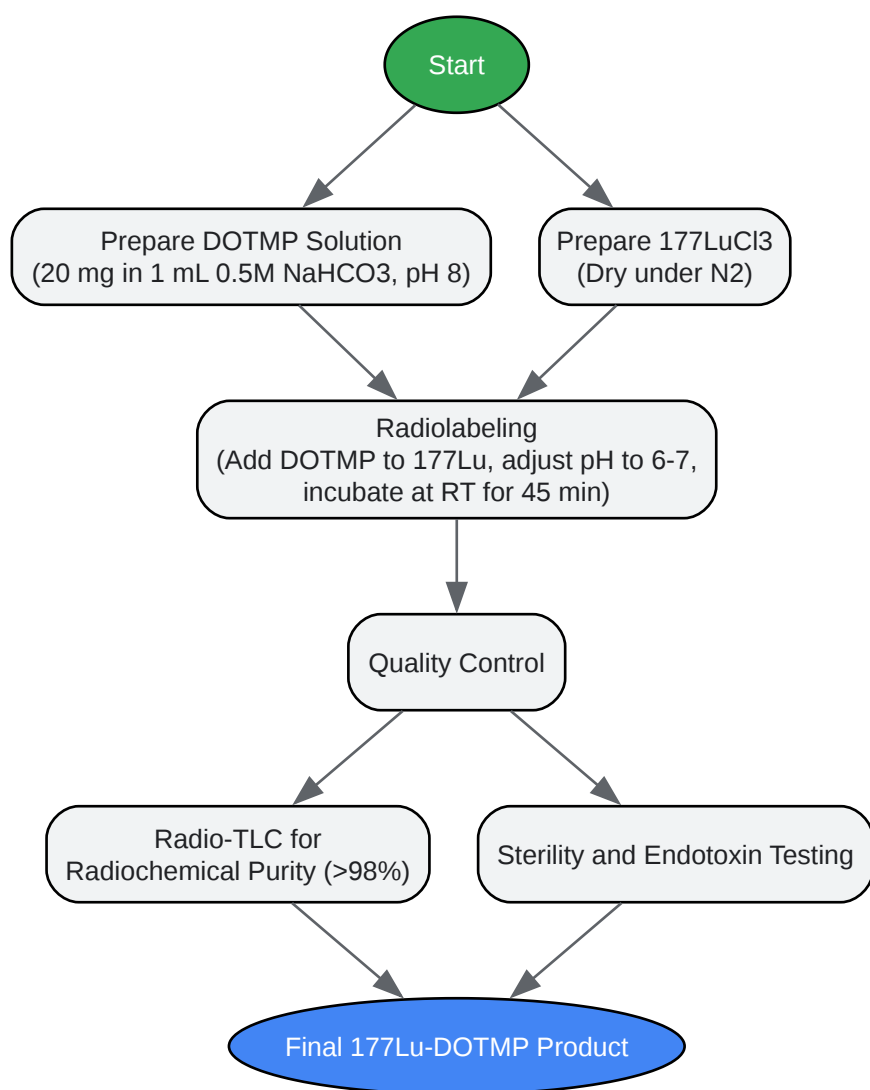 Start
Prepare DOTMP Solution
(20 mg in 1 mL 0.5M NaHCO3, pH 8)
Prepare 177LuCl3
(Dry under N2)
Radiolabeling
(Add DOTMP to 177Lu, adjust pH to 6-7,
incubate at RT for 45 min)
Quality Control
Radio-TLC for
Radiochemical Purity (>98%)
Sterility and Endotoxin Testing
Final 177Lu-DOTMP Product